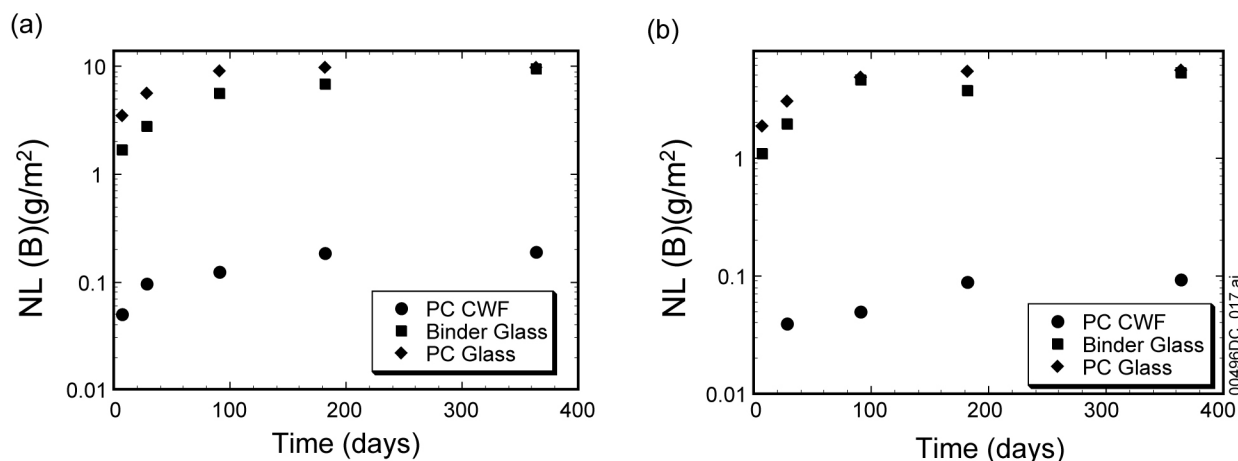 (a)
10
1
0.1
0.01
NL (B)(g/m²)
0
100
200
300
400
Time (days)
PC CWF
Binder Glass
PC Glass
(b)
1
0.1
0.01
NL (B)(g/m²)
0
100
200
300
400
Time (days)
PC CWF
Binder Glass
PC Glass
00496DC_017.ai